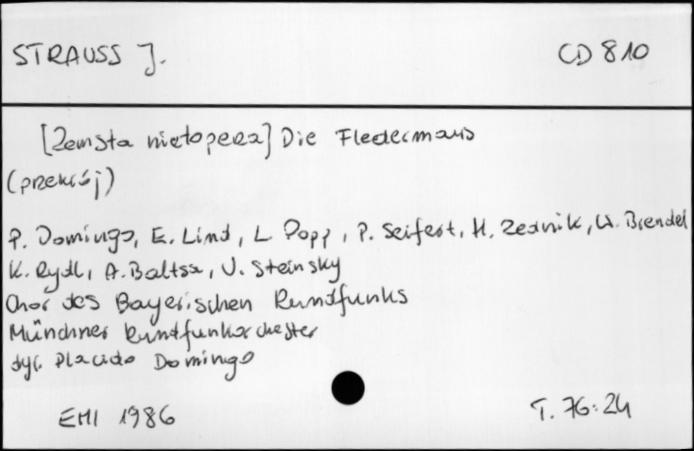 STRAUSS J. CD 810
[Zemsta nietopeza] Die Fledermaus
(przekrój)
P. Domingo, E. Lind, L Popp, P. Seifert, H. Zednik, W. Brendel
K. Rydl, A. Baltsa, U. Steinsky
Chor des Bayerischen Rundfunks
Münchner Rundfunkorchester
dyr. Placido Domingo
EMI 1986 T. 76:24